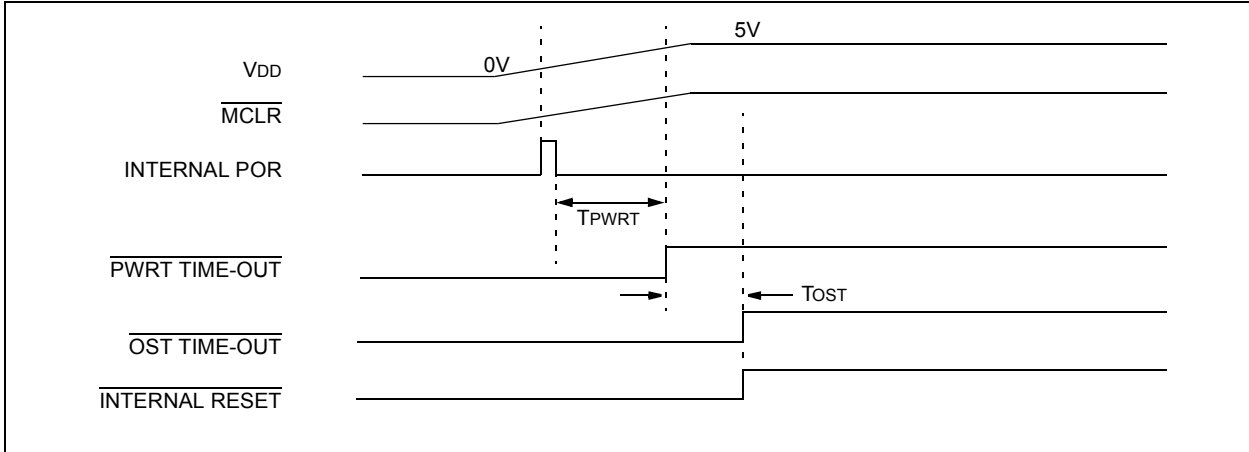 5V
VDD
0V
MCLR
INTERNAL POR
TPWRT
PWRT TIME-OUT
TOST
OST TIME-OUT
INTERNAL RESET